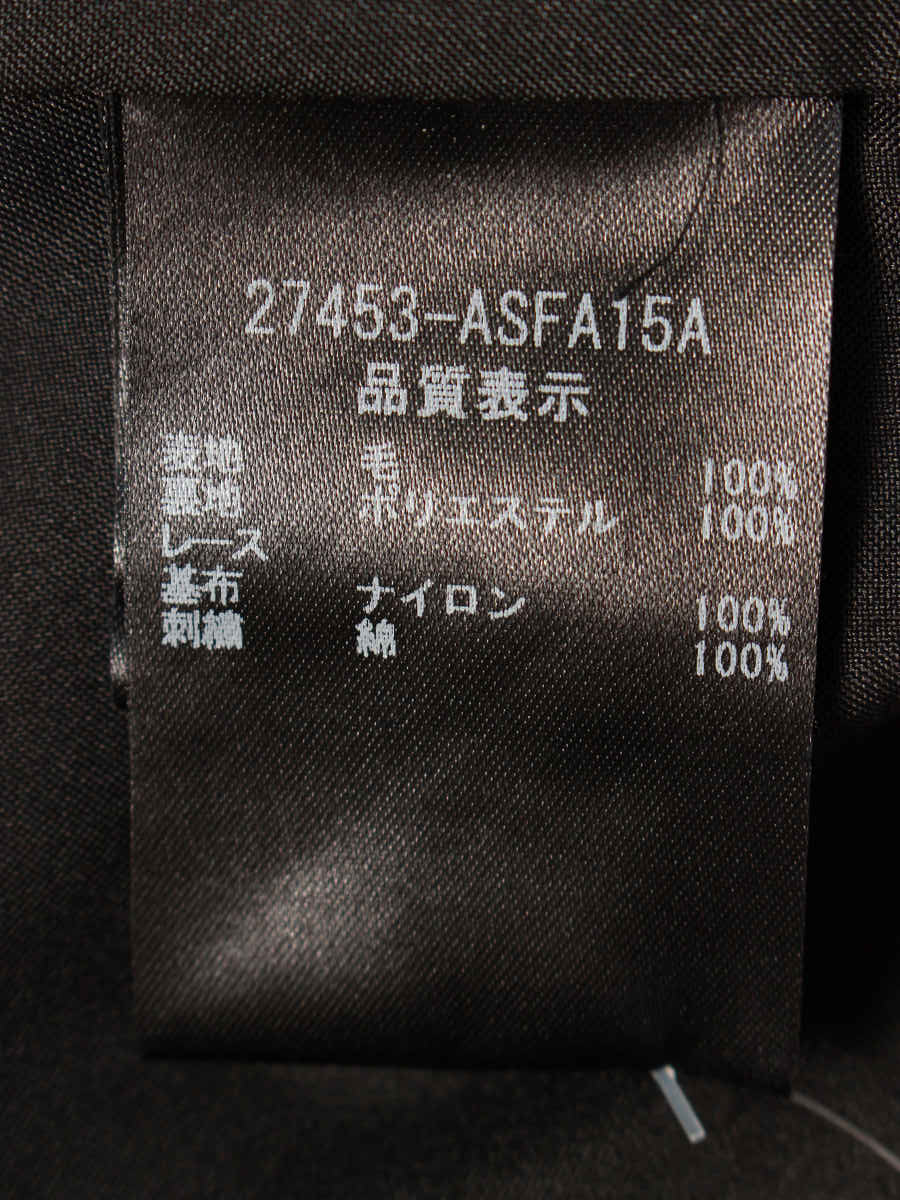 27453-ASFA15A
品質表示
表地 毛 100%
裏地 ポリエステル 100%
レース
基布 ナイロン 100%
刺繍 綿 100%